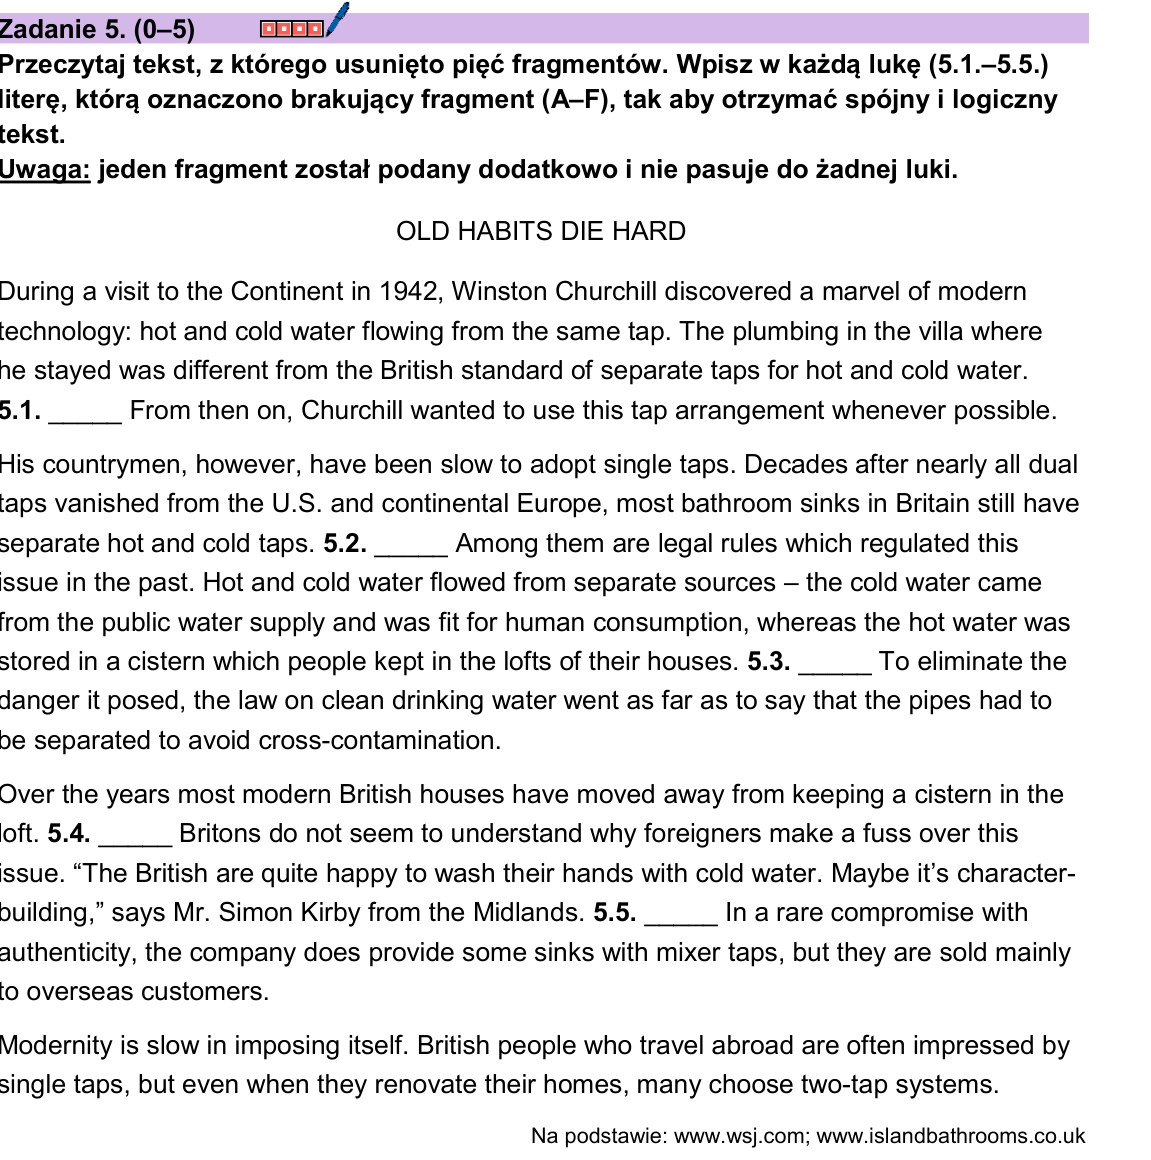 Zadanie 5. (0–5)
Przeczytaj tekst, z którego usunięto pięć fragmentów. Wpisz w każdą lukę (5.1.–5.5.)
literę, którą oznaczono brakujący fragment (A–F), tak aby otrzymać spójny i logiczny
tekst.
Uwaga: jeden fragment został podany dodatkowo i nie pasuje do żadnej luki.
OLD HABITS DIE HARD
During a visit to the Continent in 1942, Winston Churchill discovered a marvel of modern
technology: hot and cold water flowing from the same tap. The plumbing in the villa where
he stayed was different from the British standard of separate taps for hot and cold water.
5.1. _____ From then on, Churchill wanted to use this tap arrangement whenever possible.
His countrymen, however, have been slow to adopt single taps. Decades after nearly all dual
taps vanished from the U.S. and continental Europe, most bathroom sinks in Britain still have
separate hot and cold taps. 5.2. _____ Among them are legal rules which regulated this
issue in the past. Hot and cold water flowed from separate sources – the cold water came
from the public water supply and was fit for human consumption, whereas the hot water was
stored in a cistern which people kept in the lofts of their houses. 5.3. _____ To eliminate the
danger it posed, the law on clean drinking water went as far as to say that the pipes had to
be separated to avoid cross-contamination.
Over the years most modern British houses have moved away from keeping a cistern in the
loft. 5.4. _____ Britons do not seem to understand why foreigners make a fuss over this
issue. “The British are quite happy to wash their hands with cold water. Maybe it’s character-
building,” says Mr. Simon Kirby from the Midlands. 5.5. _____ In a rare compromise with
authenticity, the company does provide some sinks with mixer taps, but they are sold mainly
to overseas customers.
Modernity is slow in imposing itself. British people who travel abroad are often impressed by
single taps, but even when they renovate their homes, many choose two-tap systems.
Na podstawie: www.wsj.com; www.islandbathrooms.co.uk